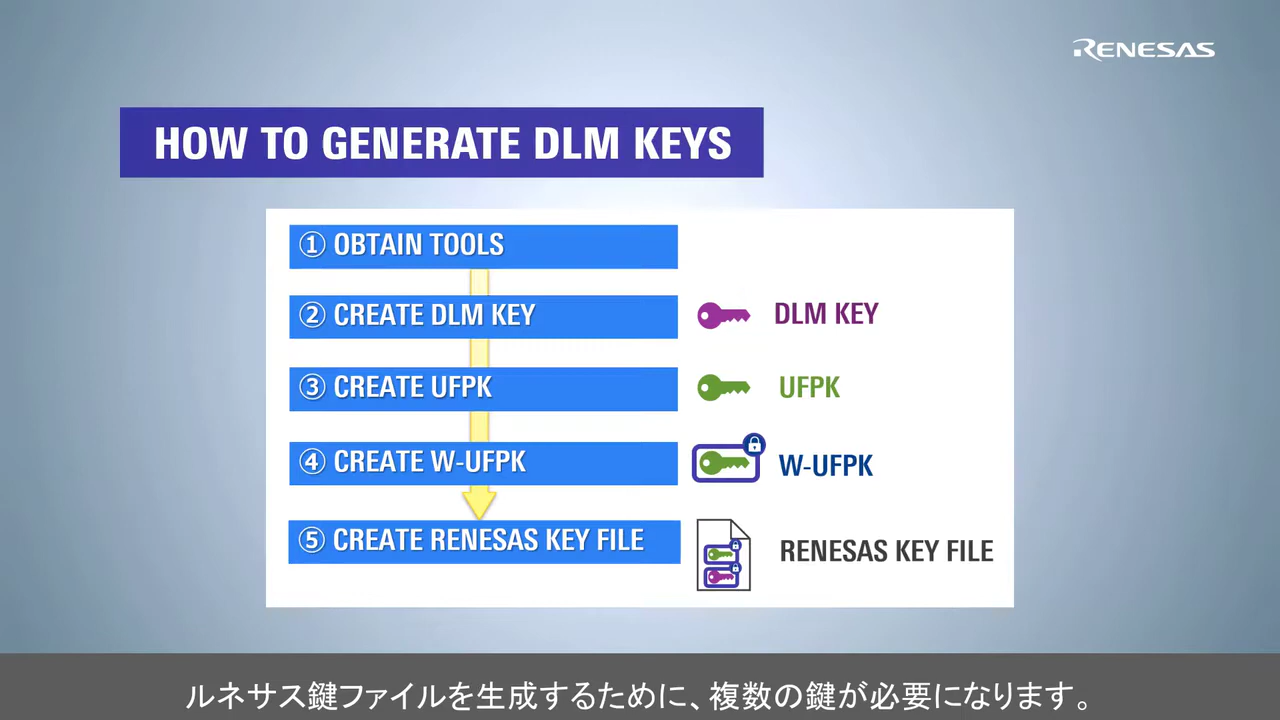 RENESAS
HOW TO GENERATE DLM KEYS
① OBTAIN TOOLS
② CREATE DLM KEY
DLM KEY
③ CREATE UFPK
UFPK
④ CREATE W-UFPK
W-UFPK
⑤ CREATE RENESAS KEY FILE
RENESAS KEY FILE
ルネサス鍵ファイルを生成するために、複数の鍵が必要になります。